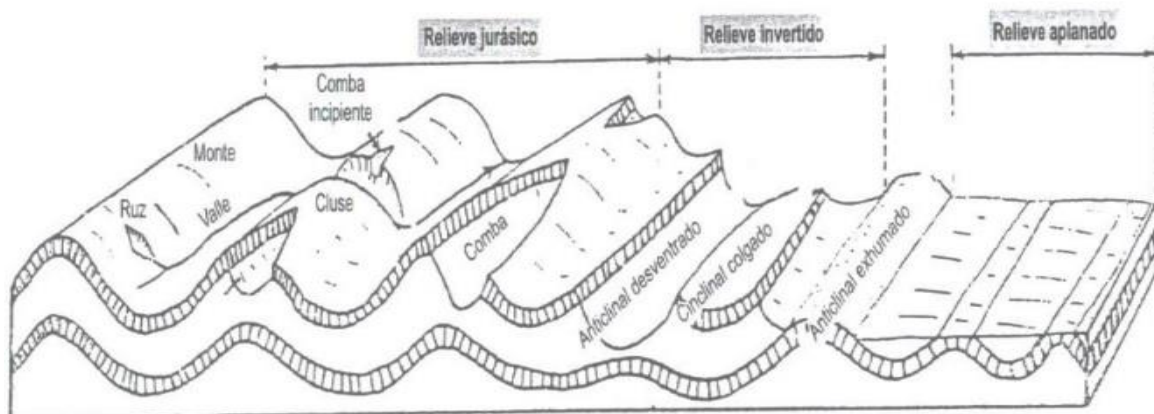 Relieve jurásico
Relieve invertido
Relieve aplanado
Comba
incipiente
Monte
Ruz
Valle
Cluse
Comba
Anticlinal desventrado
Cinclinal colgado
Anticlinal exhumado